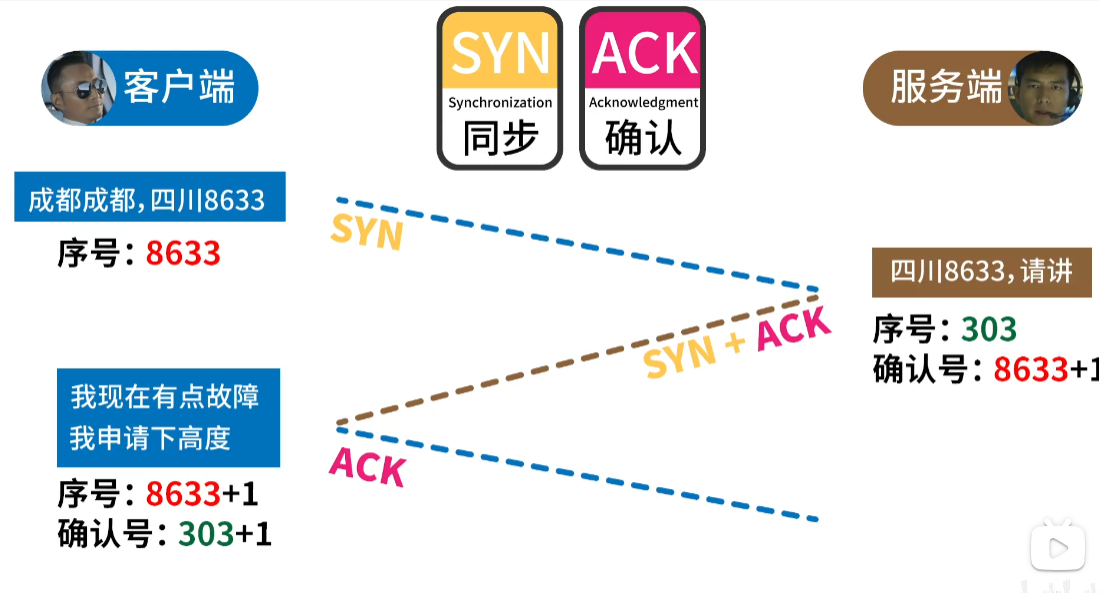 客户端
SYN
Synchronization
同步
ACK
Acknowledgment
确认
服务端
成都成都,四川8633
序号：8633
SYN
四川8633,请讲
序号：303
确认号：8633+1
SYN + ACK
我现在有点故障
我申请下高度
ACK
序号：8633+1
确认号：303+1